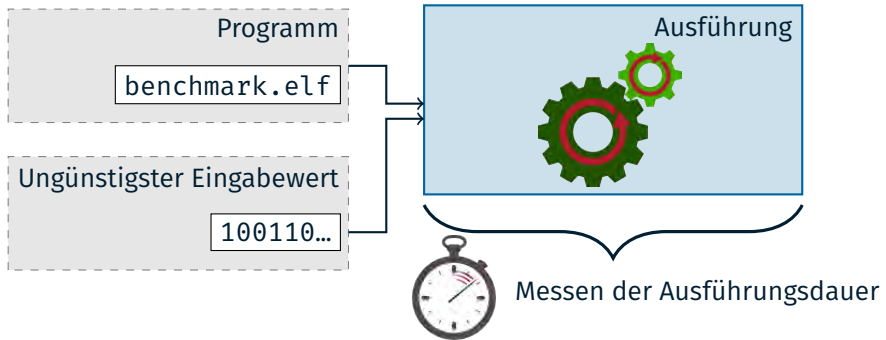 Programm
benchmark.elf
Ausführung
Ungünstigster Eingabewert
100110…
Messen der Ausführungsdauer